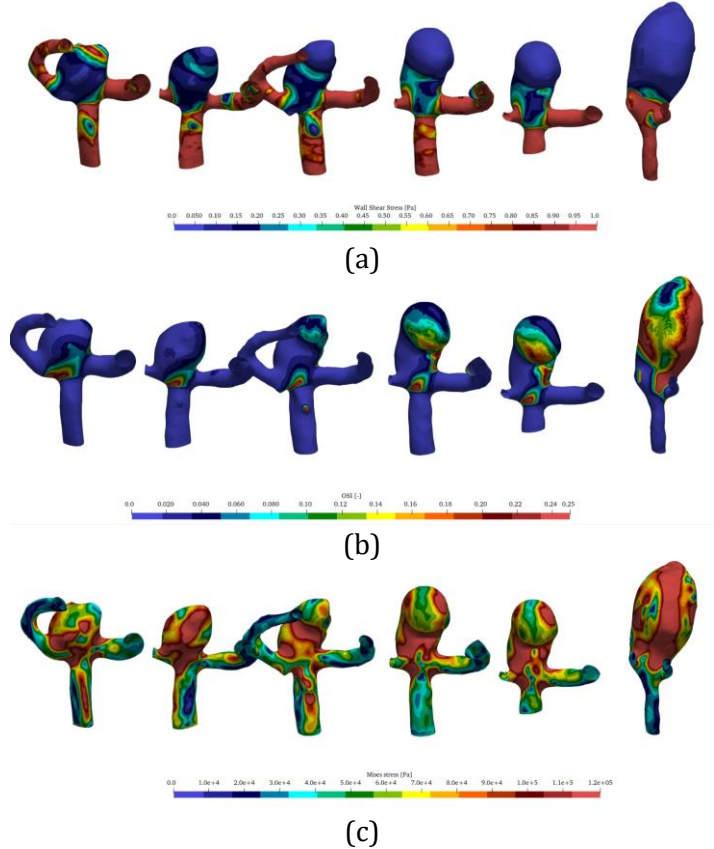 Wall Shear Stress [Pa]
0.0 0.050 0.10 0.15 0.20 0.25 0.30 0.35 0.40 0.45 0.50 0.55 0.60 0.65 0.70 0.75 0.80 0.85 0.90 0.95 1.0
(a)
OSI [-]
0.0 0.020 0.040 0.060 0.080 0.10 0.12 0.14 0.16 0.18 0.20 0.22 0.25
(b)
Mises stress [Pa]
0.0 1.0e+4 2.0e+4 3.0e+4 4.0e+4 5.0e+4 6.0e+4 7.0e+4 8.0e+4 9.0e+4 1.0e+5 1.1e+5 1.2e+05
(c)